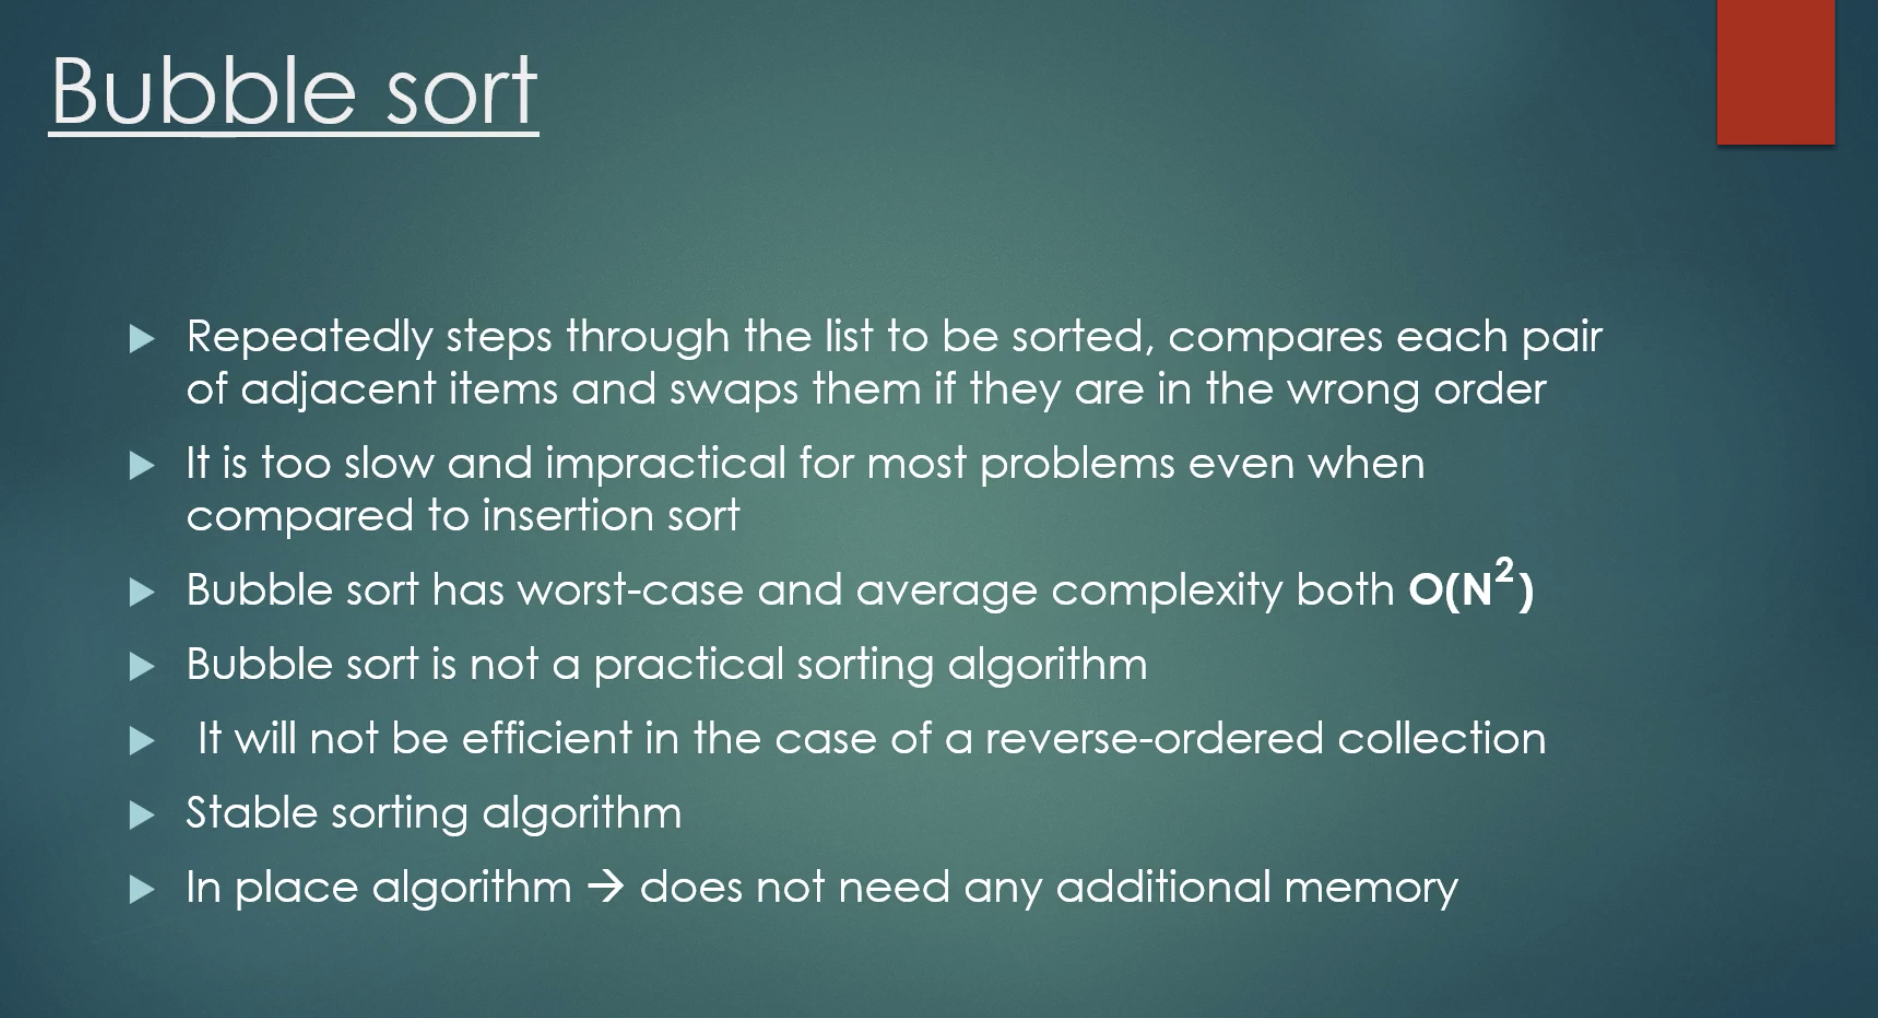 Bubble sort
▶ Repeatedly steps through the list to be sorted, compares each pair
of adjacent items and swaps them if they are in the wrong order
▶ It is too slow and impractical for most problems even when
compared to insertion sort
▶ Bubble sort has worst-case and average complexity both O(N²)
▶ Bubble sort is not a practical sorting algorithm
▶ It will not be efficient in the case of a reverse-ordered collection
▶ Stable sorting algorithm
▶ In place algorithm → does not need any additional memory